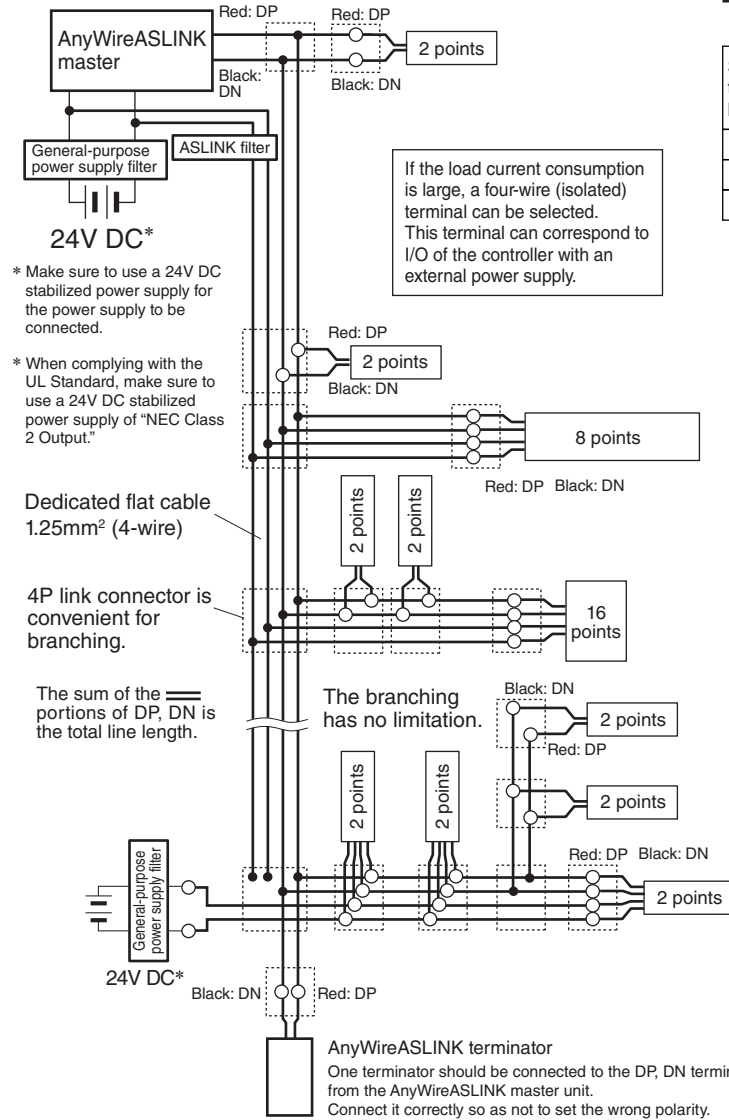 Red: DP
Red: DP
AnyWireASLINK
master
2 points
Black:
DN
Black: DN
General-purpose
power supply filter
ASLINK filter
24V DC*
If the load current consumption
is large, a four-wire (isolated)
terminal can be selected.
This terminal can correspond to
I/O of the controller with an
external power supply.
* Make sure to use a 24V DC
stabilized power supply for
the power supply to be
connected.
* When complying with the
UL Standard, make sure to
use a 24V DC stabilized
power supply of “NEC Class
2 Output.”
Red: DP
2 points
Black: DN
8 points
Red: DP Black: DN
Dedicated flat cable
1.25mm² (4-wire)
2 points
2 points
4P link connector is
convenient for
branching.
16
points
The sum of the
portions of DP, DN is
the total line length.
The branching
has no limitation.
Black: DN
2 points
Red: DP
2 points
2 points
2 points
Red: DP Black: DN
2 points
General-purpose
power supply filter
24V DC*
Black: DN
Red: DP
AnyWireASLINK terminator
One terminator should be connected to the DP, DN
from the AnyWireASLINK master unit.
Connect it correctly so as not to set the wrong polarity.